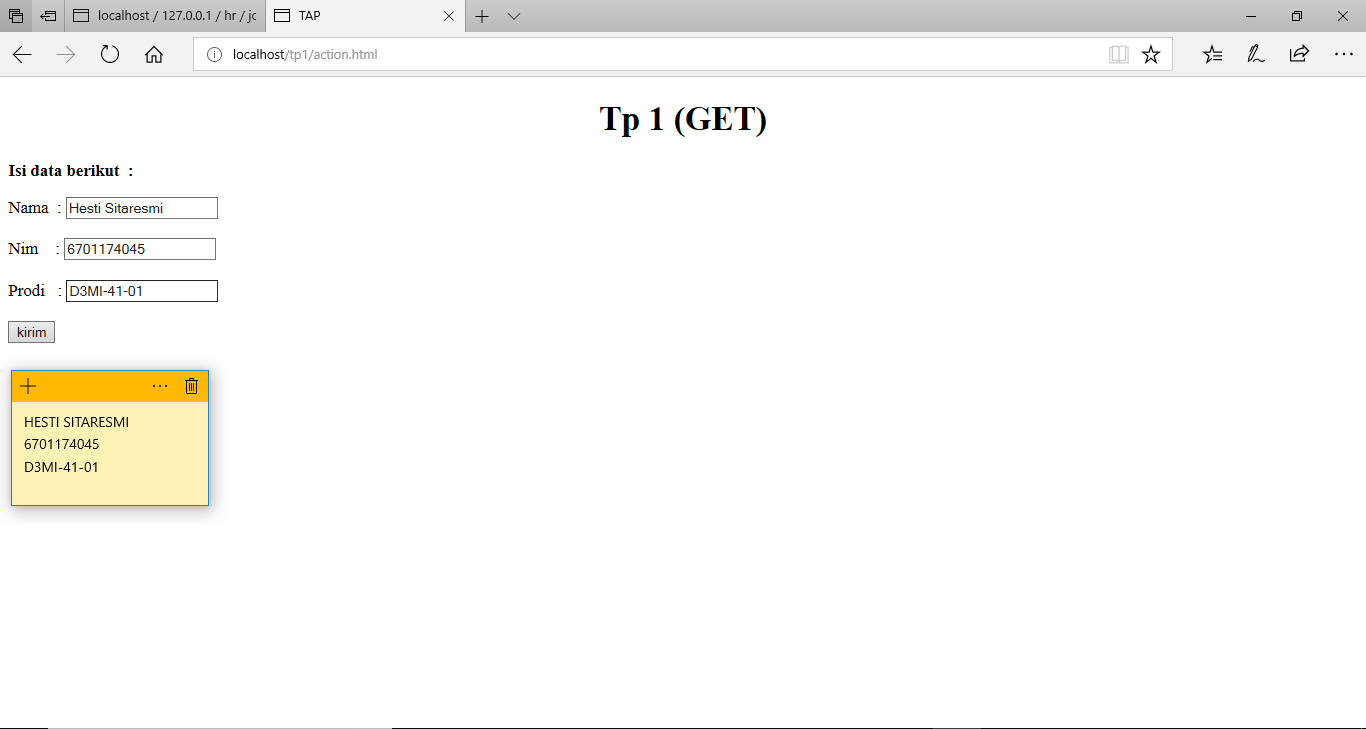 localhost / 127.0.0.1 / hr / jc
TAP
localhost/tp1/action.html
Tp 1 (GET)
Isi data berikut :
Nama : Hesti Sitaresmi
Nim : 6701174045
Prodi : D3MI-41-01
kirim
HESTI SITARESMI
6701174045
D3MI-41-01